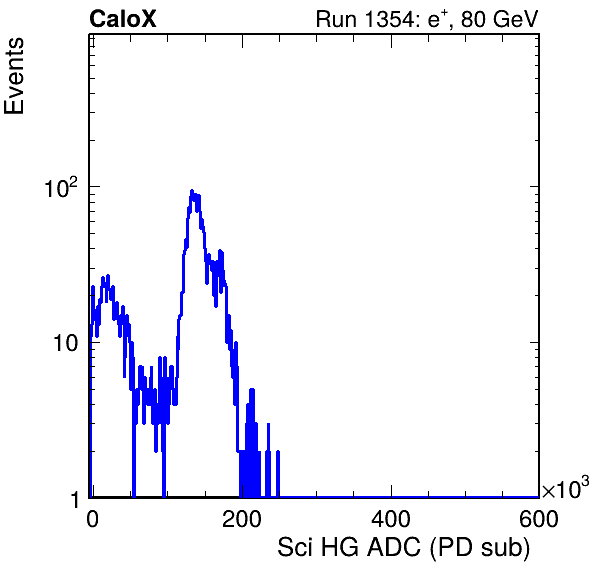 CaloX
Run 1354: e⁺, 80 GeV
Events
10²
10
1
0
200
400
600
×10³
Sci HG ADC (PD sub)